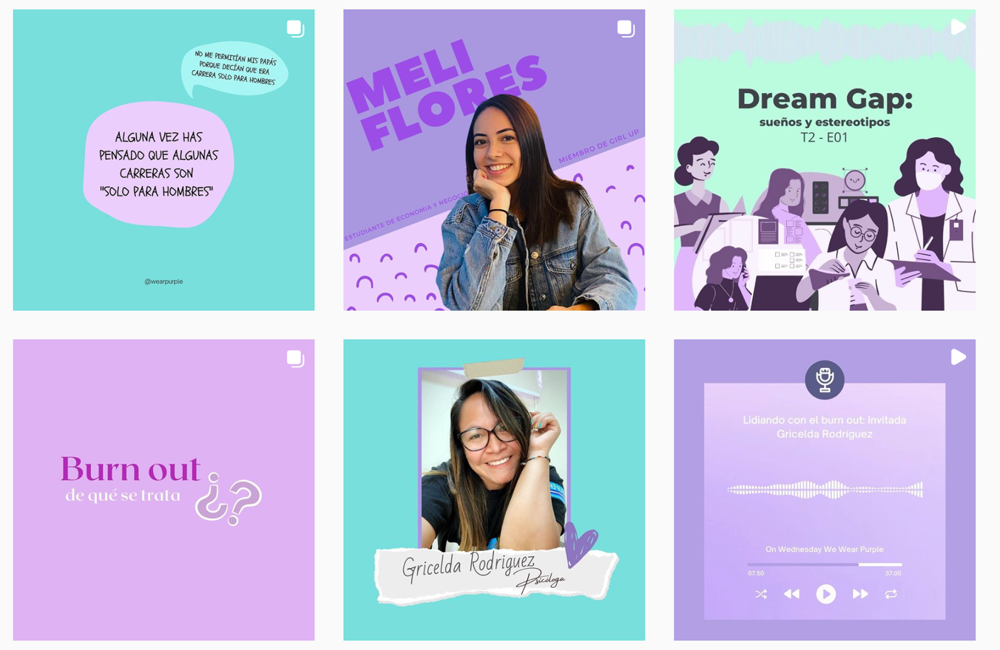 NO ME PERMITÍAN MIS PAPÁS
PORQUE DECÍAN QUE ERA
CARRERA SOLO PARA HOMBRES
ALGUNA VEZ HAS
PENSADO QUE ALGUNAS
CARRERAS SON
"SOLO PARA HOMBRES"
@wearpurple
MELI
FLORES
MIEMBRO DE GIRL UP
ESTUDIANTE DE ECONOMIA Y NEGOCIO
Dream Gap:
sueños y estereotipos
T2 - E01
Burn out
de qué se trata
¿?
Gricelda Rodriguez
Psicóloga
Lidiando con el burn out: Invitada
Gricelda Rodríguez
On Wednesday We Wear Purple
07.50
37.00